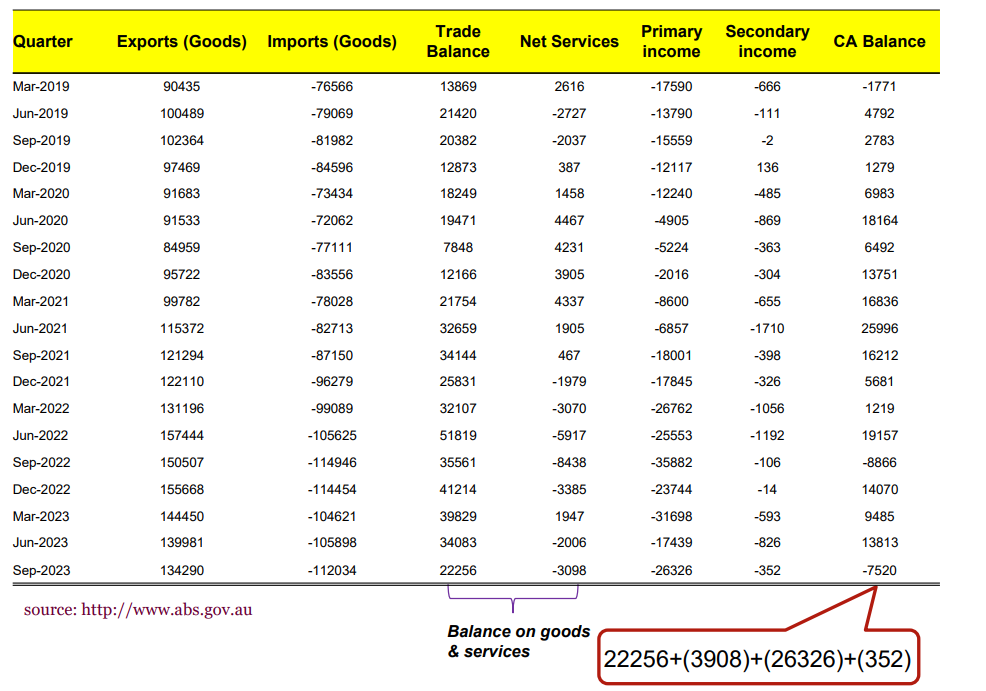 Quarter Exports (Goods) Imports (Goods) Trade Balance Net Services Primary income Secondary income CA Balance
Mar-2019 90435 -76566 13869 2616 -17590 -666 -1771
Jun-2019 100489 -79069 21420 -2727 -13790 -111 4792
Sep-2019 102364 -81982 20382 -2037 -15559 -2 2783
Dec-2019 97469 -84596 12873 387 -12117 136 1279
Mar-2020 91683 -73434 18249 1458 -12240 -485 6983
Jun-2020 91533 -72062 19471 4467 -4905 -869 18164
Sep-2020 84959 -77111 7848 4231 -5224 -363 6492
Dec-2020 95722 -83556 12166 3905 -2016 -304 13751
Mar-2021 99782 -78028 21754 4337 -8600 -655 16836
Jun-2021 115372 -82713 32659 1905 -6857 -1710 25996
Sep-2021 121294 -87150 34144 467 -18001 -398 16212
Dec-2021 122110 -96279 25831 -1979 -17845 -326 5681
Mar-2022 131196 -99089 32107 -3070 -26762 -1056 1219
Jun-2022 157444 -105625 51819 -5917 -25553 -1192 19157
Sep-2022 150507 -114946 35561 -8438 -35882 -106 -8866
Dec-2022 155668 -114454 41214 -3385 -23744 -14 14070
Mar-2023 144450 -104621 39829 1947 -31698 -593 9485
Jun-2023 139981 -105898 34083 -2006 -17439 -826 13813
Sep-2023 134290 -112034 22256 -3098 -26326 -352 -7520
source: http://www.abs.gov.au
Balance on goods
& services
22256+(3908)+(26326)+(352)